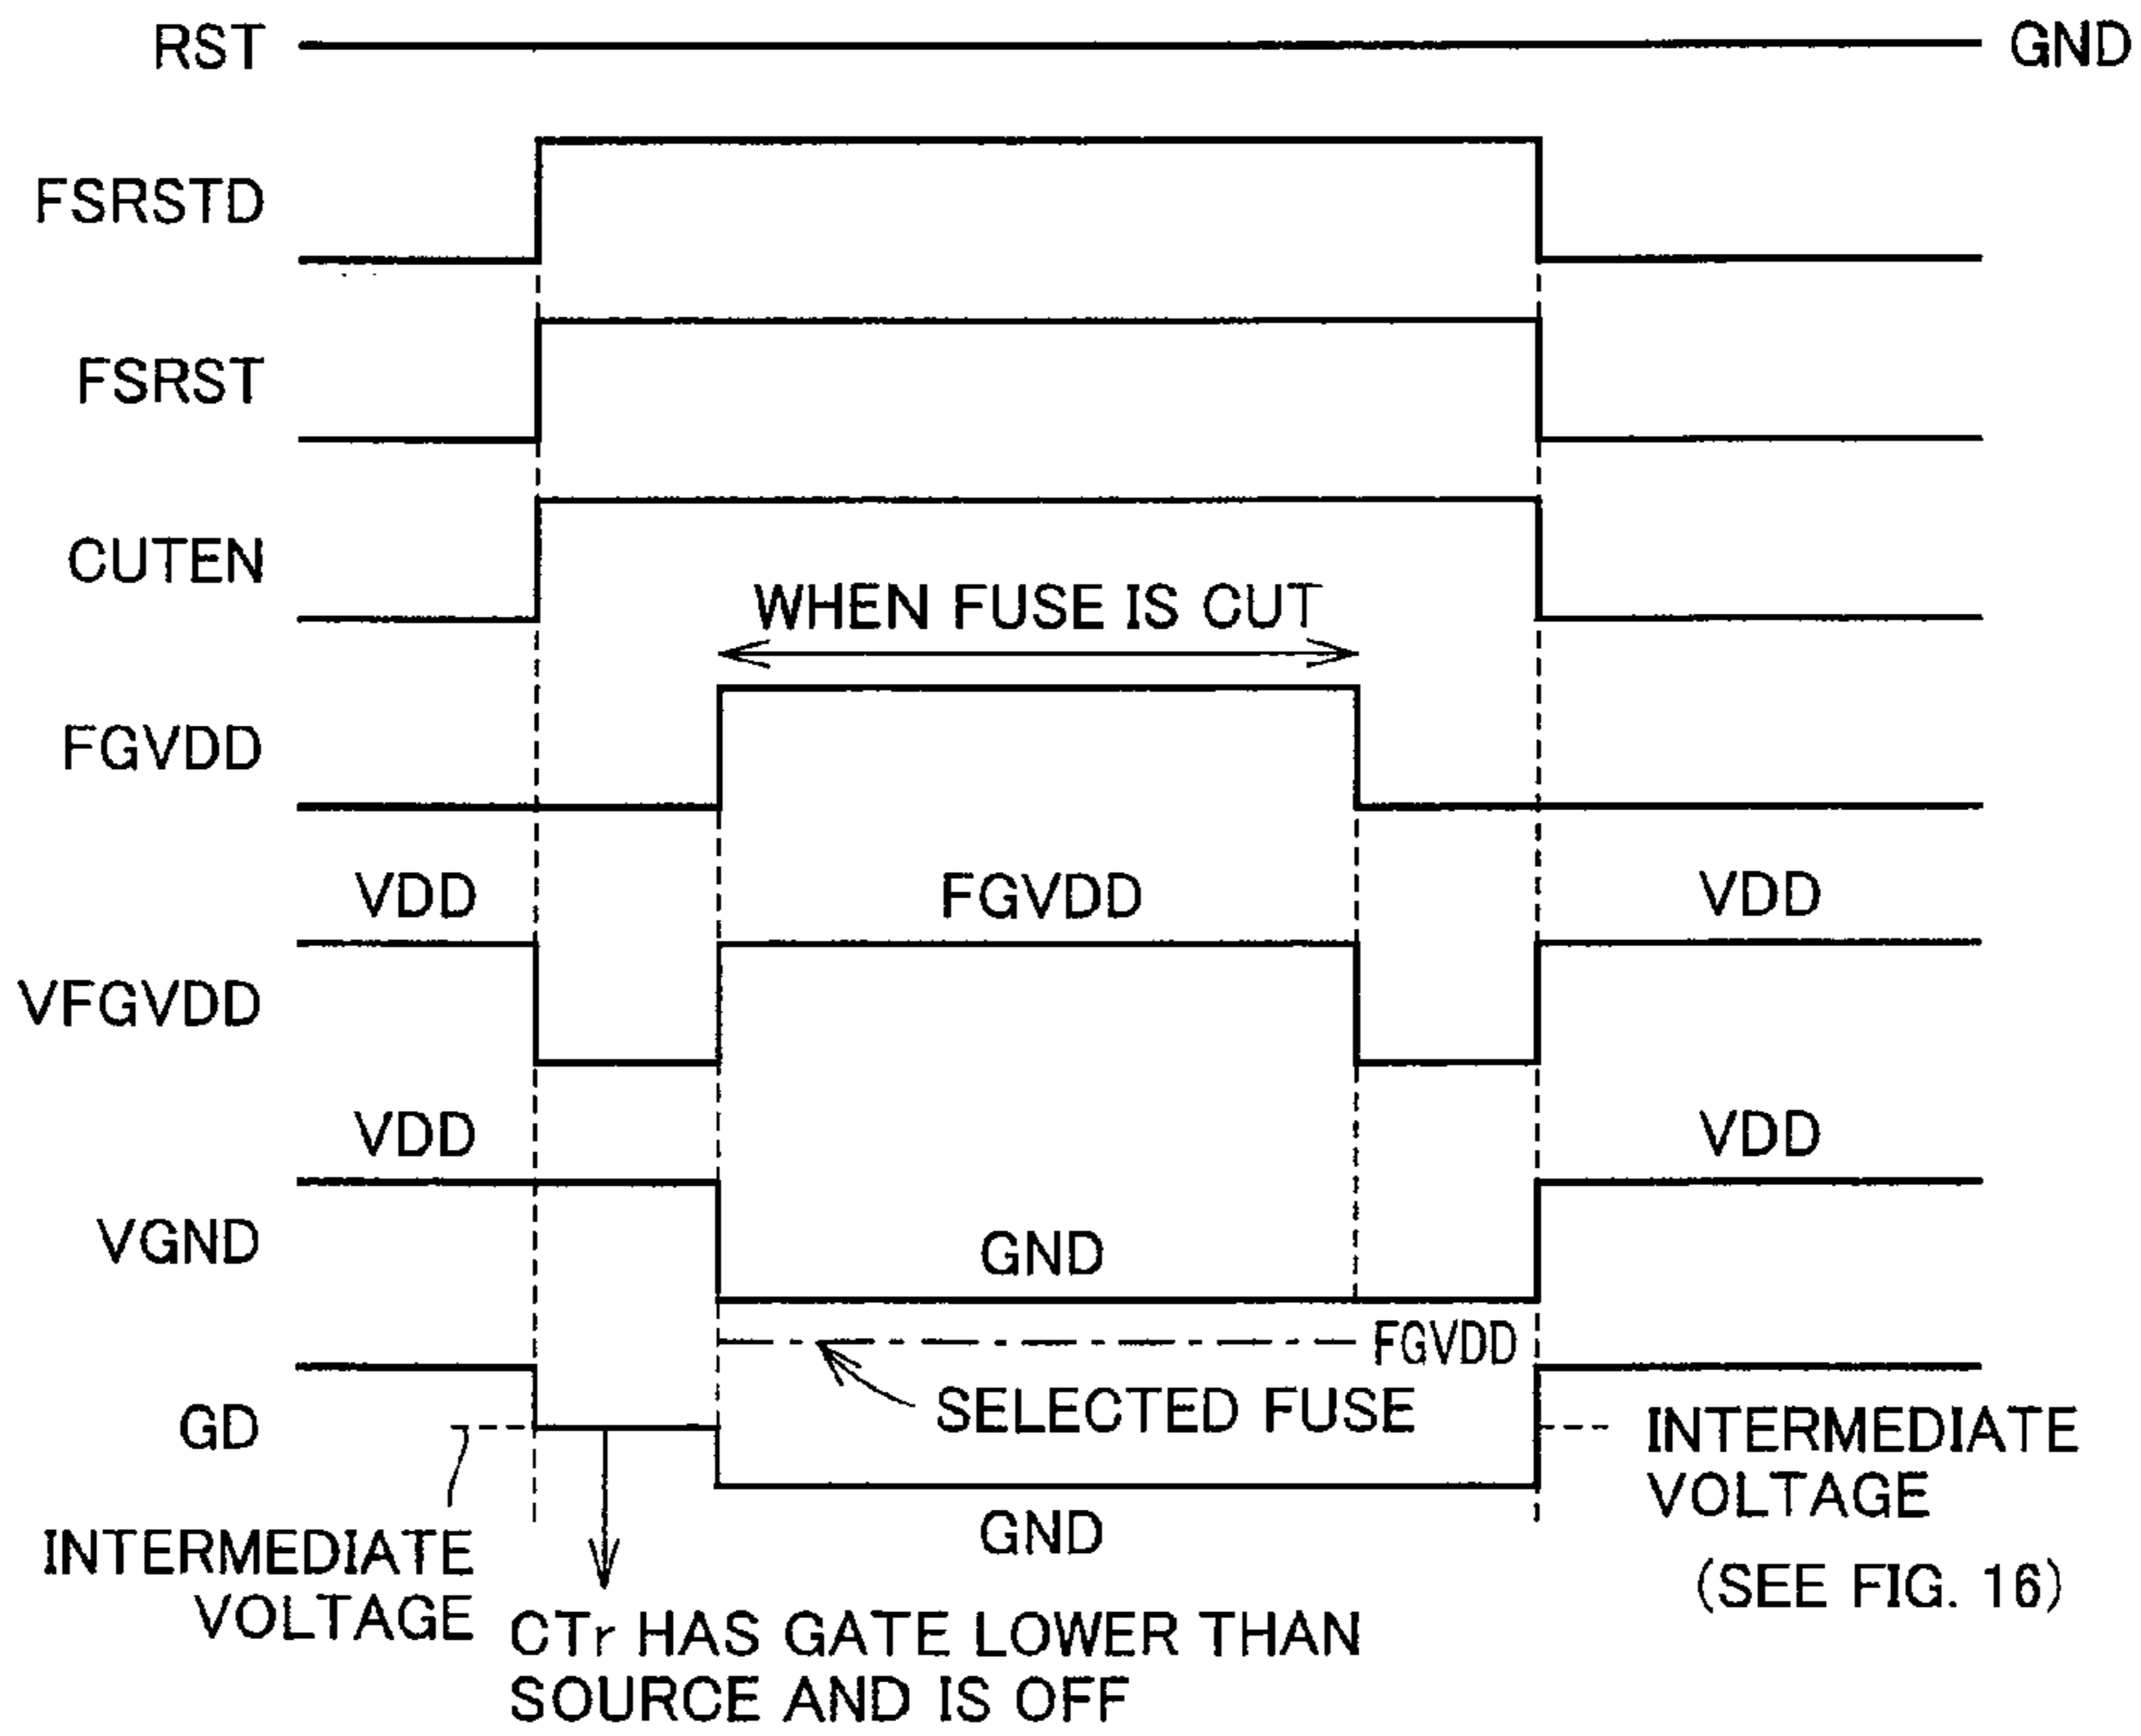 RST
GND
FSRSTD
FSRST
CUTEN
WHEN FUSE IS CUT
FGVDD
VDD
FGVDD
VDD
VFGVDD
VDD
VDD
VGND
GND
FGVDD
SELECTED FUSE
GD
INTERMEDIATE
VOLTAGE
GND
INTERMEDIATE
VOLTAGE
(SEE FIG. 16)
CTr HAS GATE LOWER THAN
SOURCE AND IS OFF